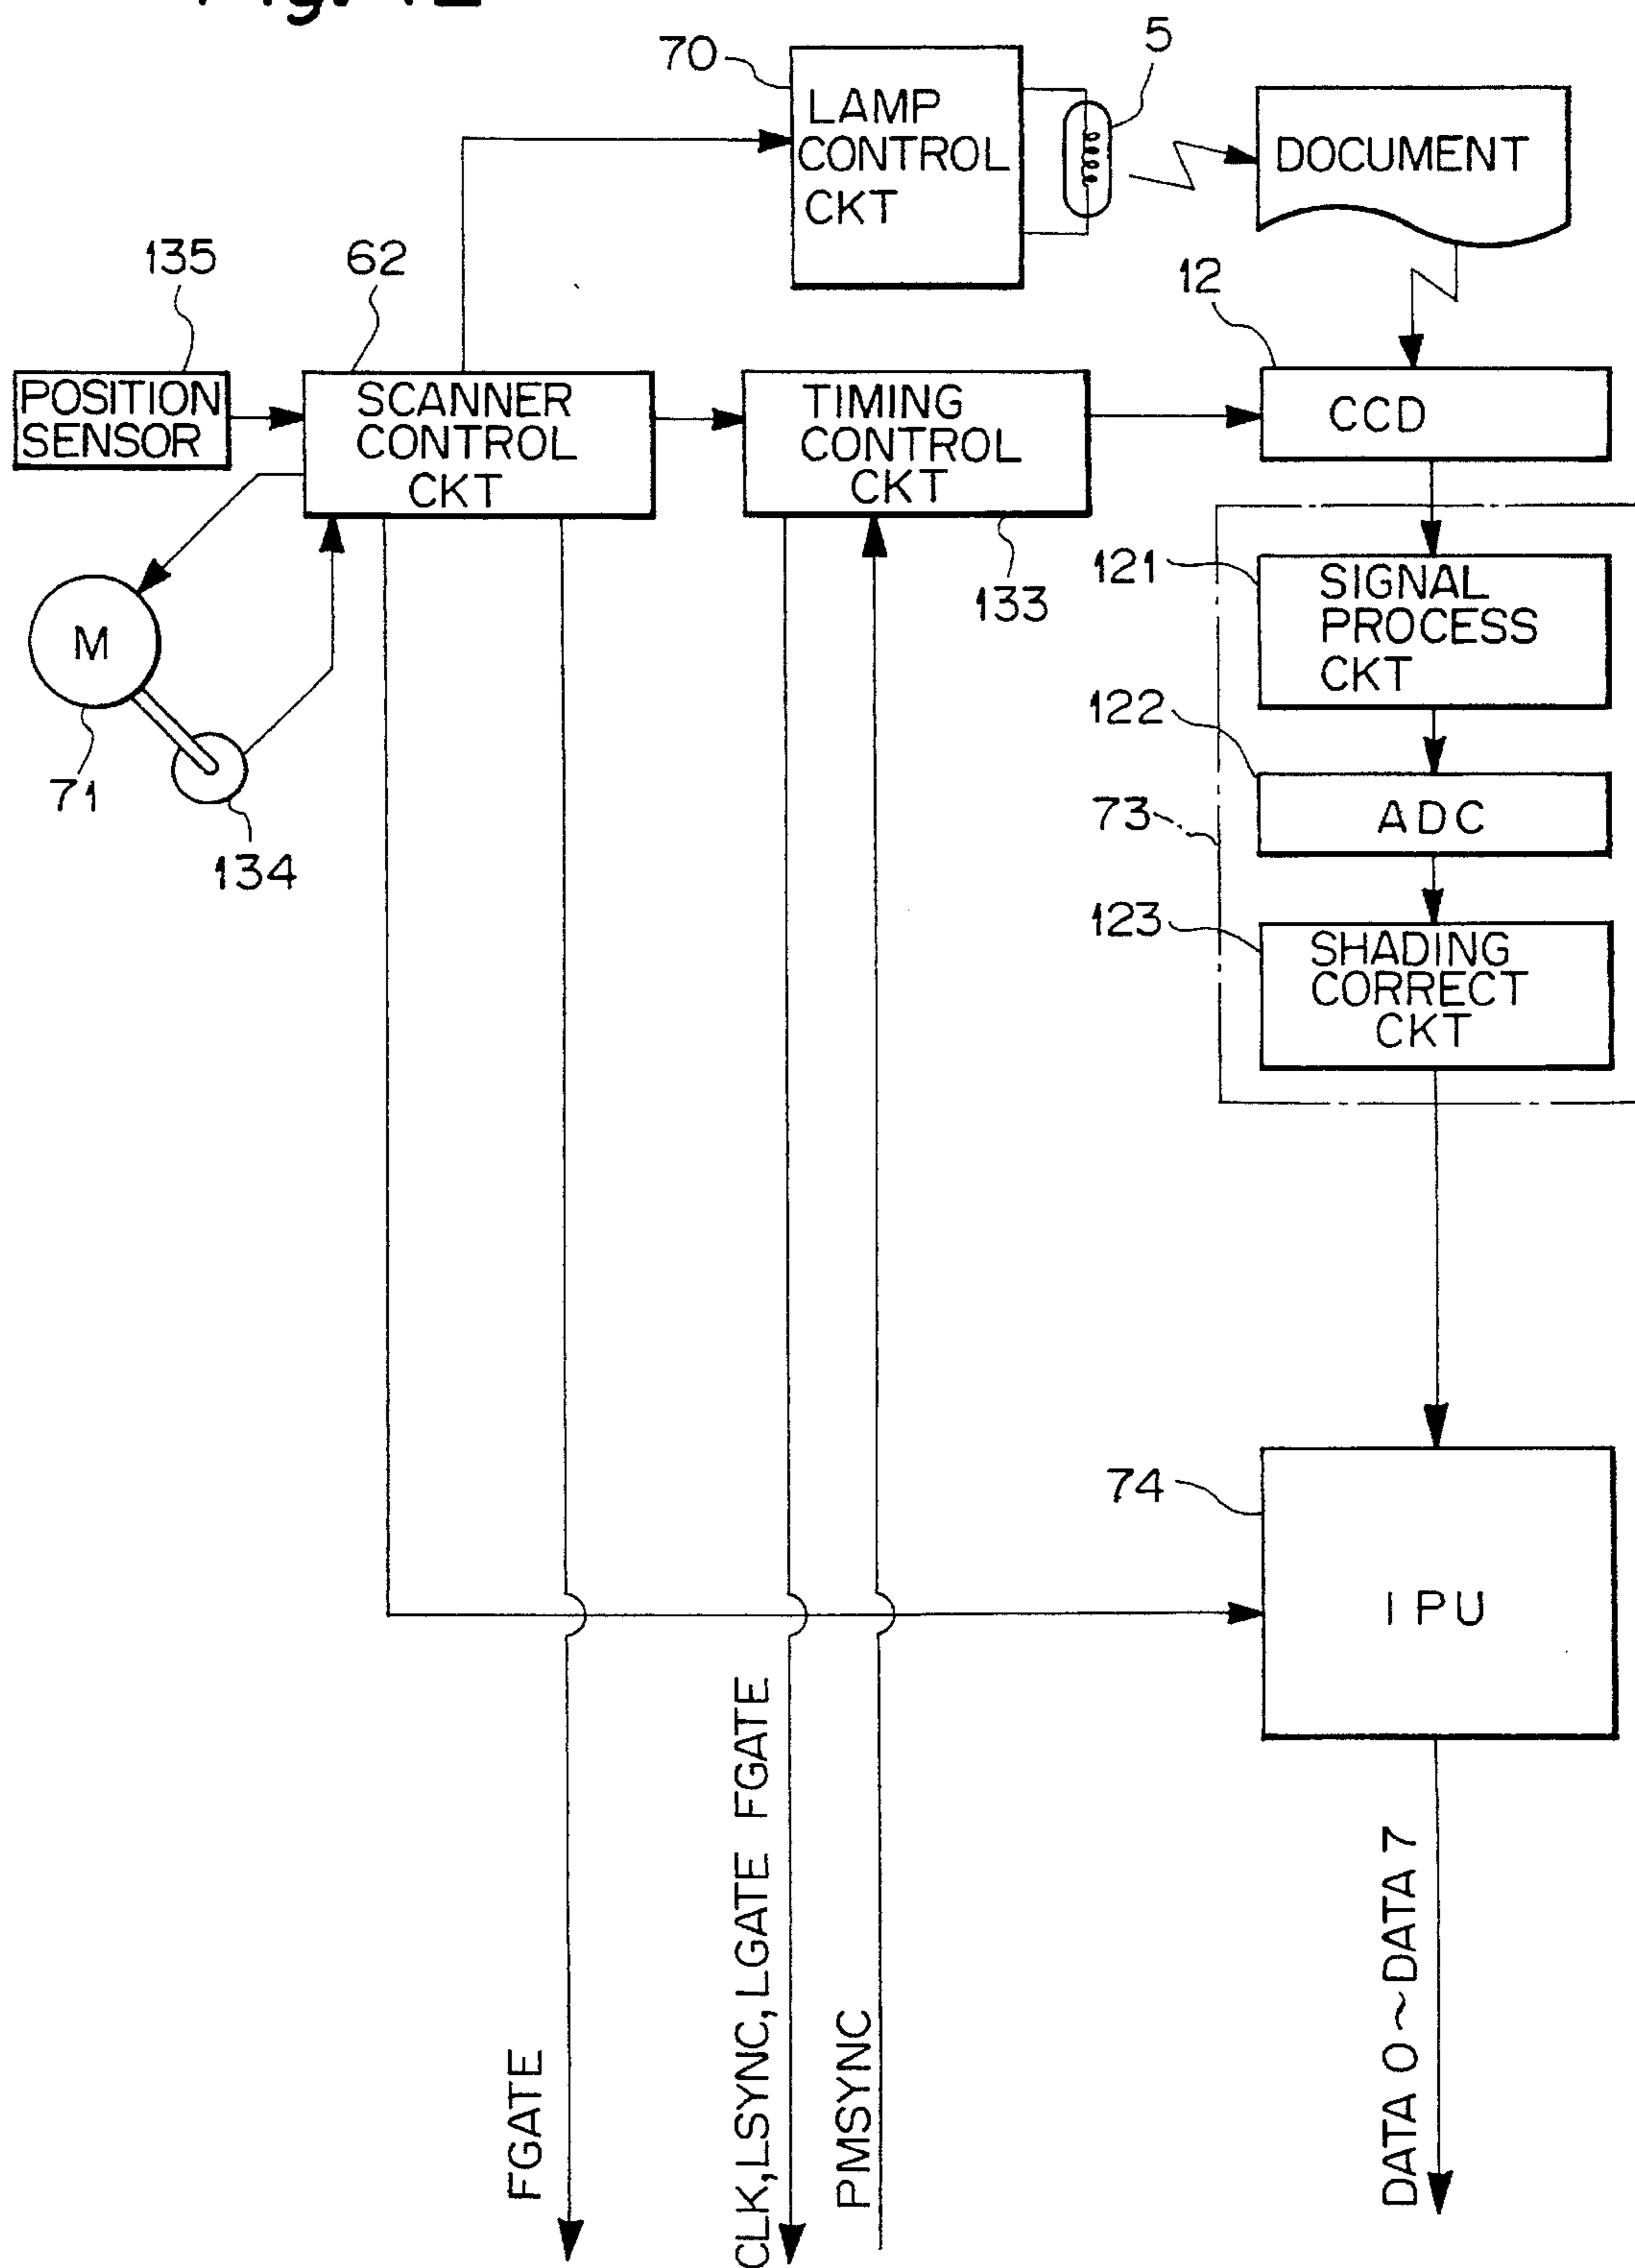 70
5
LAMP
CONTROL
CKT
DOCUMENT
135
62
12
POSITION
SENSOR
SCANNER
CONTROL
CKT
TIMING
CONTROL
CKT
CCD
133
121
SIGNAL
PROCESS
CKT
M
71
134
122
ADC
73
123
SHADING
CORRECT
CKT
74
IPU
FGATE
CLK,LSYNC,LGATE FGATE
PMSYNC
DATA 0~DATA 7